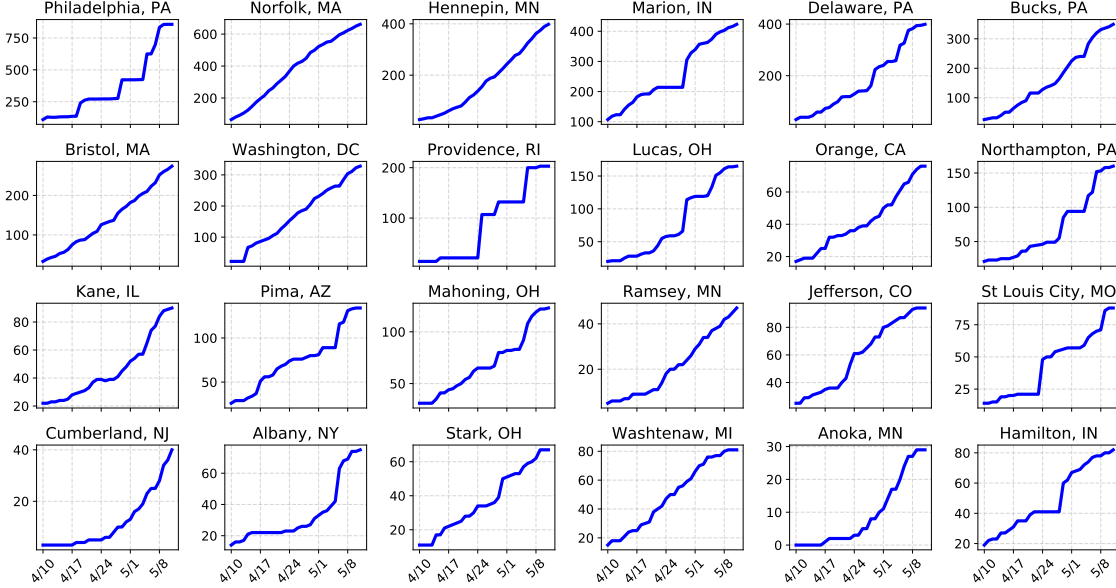 Philadelphia, PA Norfolk, MA Hennepin, MN Marion, IN Delaware, PA Bucks, PA
750 600 400 400 400 300
500 400 300 200
250 200 200 200 200 100
100
Bristol, MA Washington, DC Providence, RI Lucas, OH Orange, CA Northampton, PA
200 300 200 150 60 150
100 200 100 100 40 100
100 50 20 50
Kane, IL Pima, AZ Mahoning, OH Ramsey, MN Jefferson, CO St Louis City, MO
80 100 100 40 80 75
60 50 50 20 60 50
40 40 25
20
Cumberland, NJ Albany, NY Stark, OH Washtenaw, MI Anoka, MN Hamilton, IN
40 60 60 80 30 80
20 40 40 60 20 60
20 20 40 10 40
20 0 20
4/10 4/17 4/24 5/1 5/8 4/10 4/17 4/24 5/1 5/8 4/10 4/17 4/24 5/1 5/8 4/10 4/17 4/24 5/1 5/8 4/10 4/17 4/24 5/1 5/8 4/10 4/17 4/24 5/1 5/8